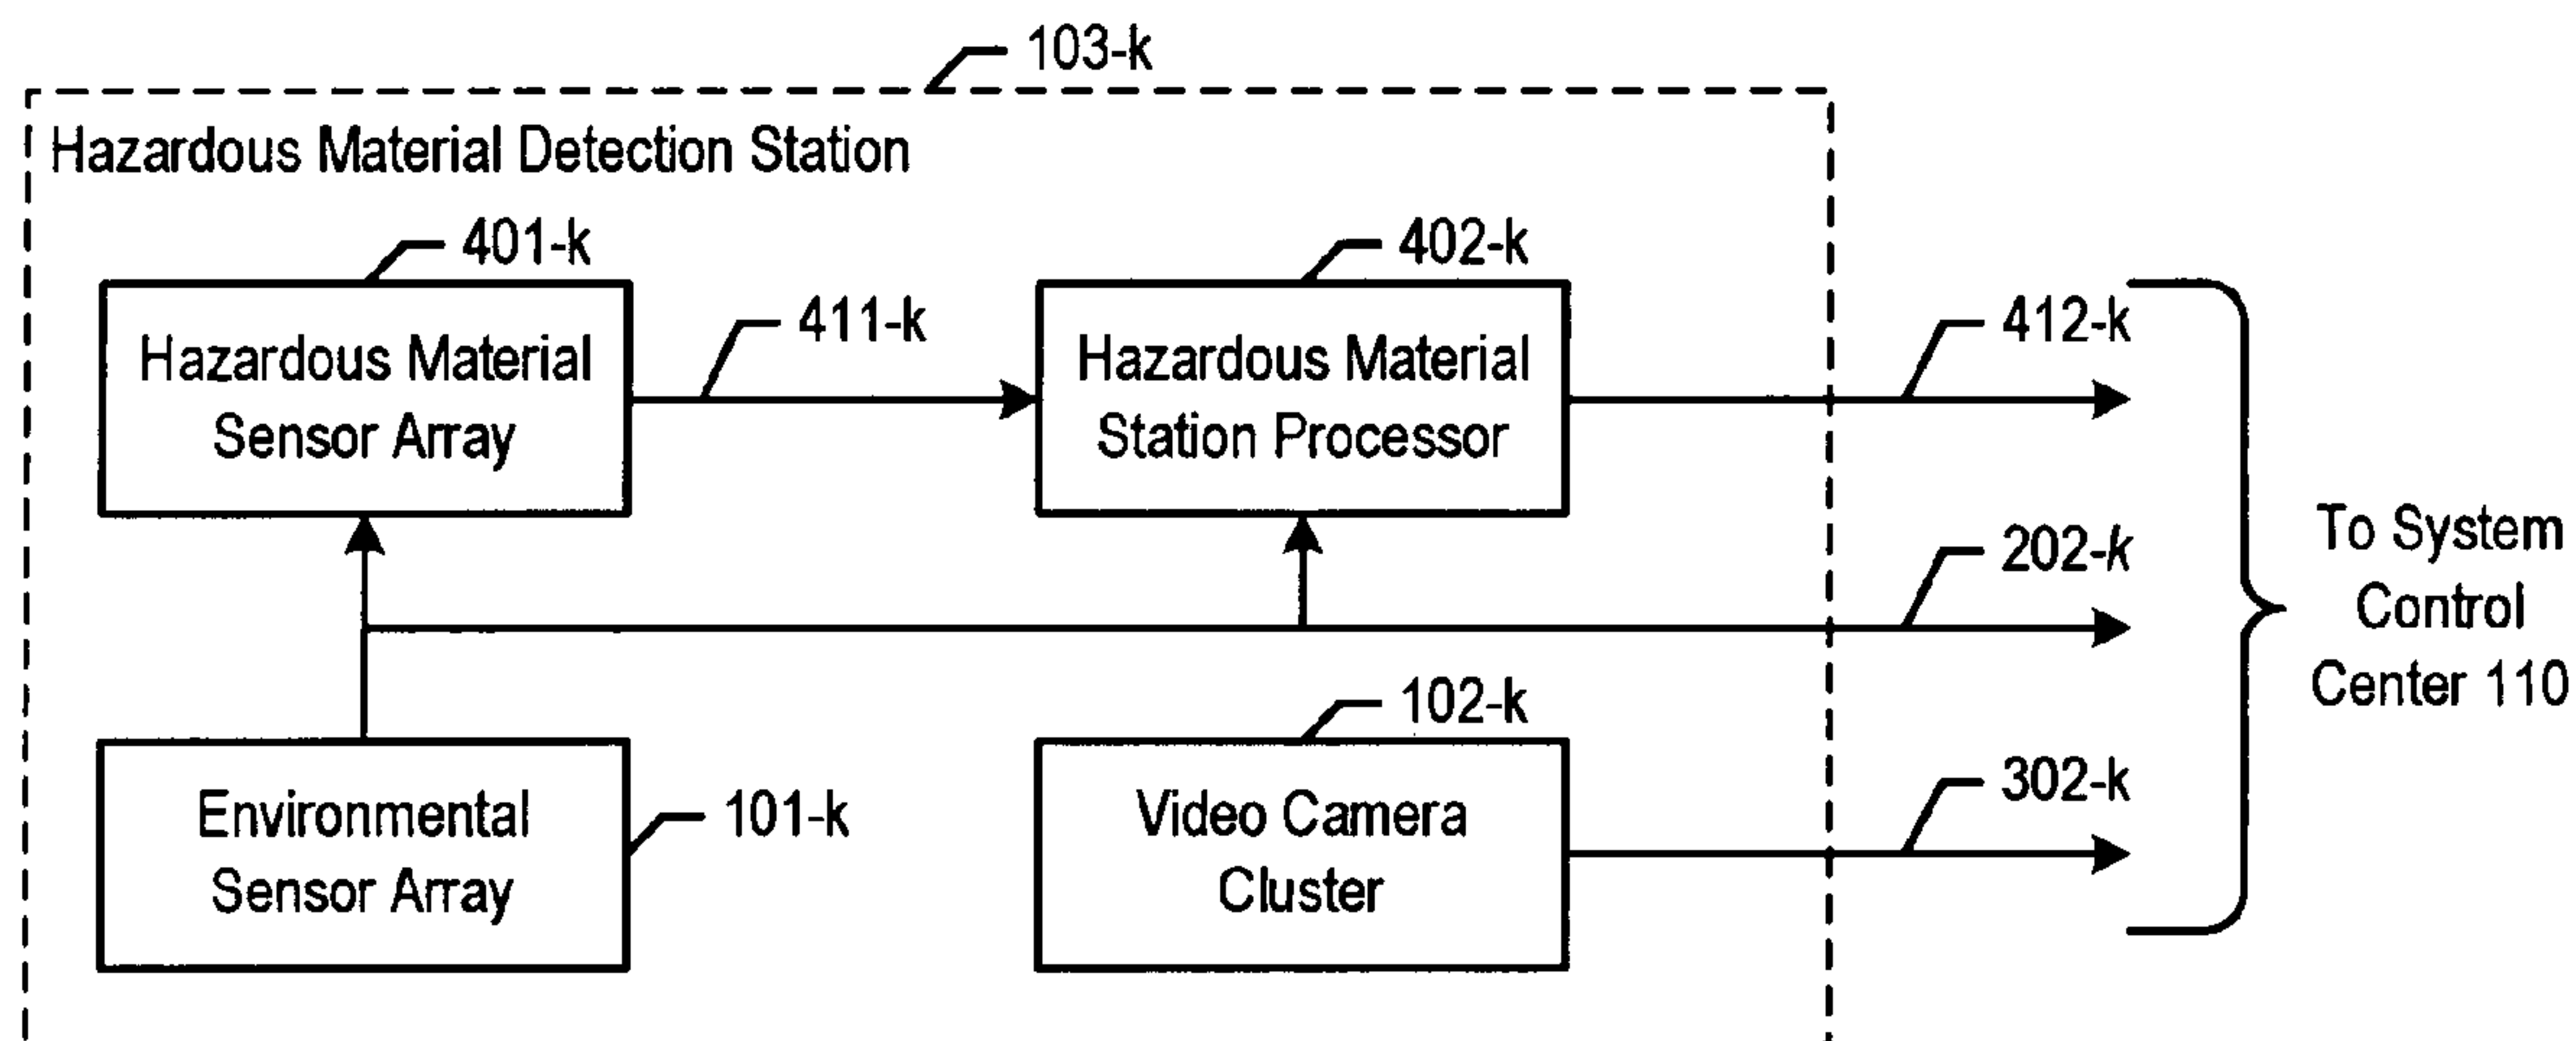 103-k
Hazardous Material Detection Station
401-k
402-k
Hazardous Material
Sensor Array
411-k
Hazardous Material
Station Processor
412-k
202-k
To System
Control
Center 110
102-k
Environmental
Sensor Array
101-k
Video Camera
Cluster
302-k